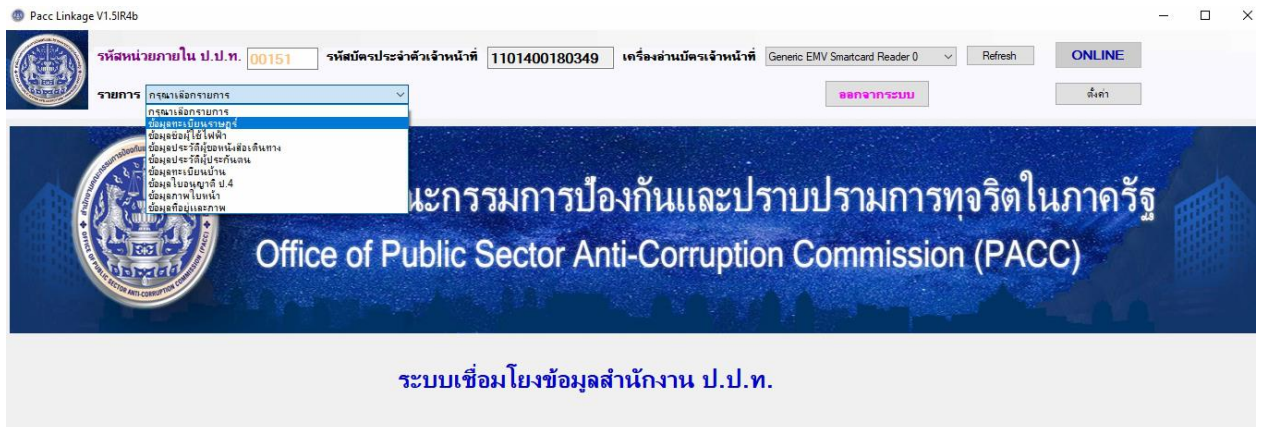 Pacc Linkage V1.5IR4b
รหัสหน่วยภายใน ป.ป.ท. 00151 รหัสบัตรประจำตัวเจ้าหน้าที่ 1101400180349 เครื่องอ่านบัตรเจ้าหน้าที่ Generic EMV Smartcard Reader 0 Refresh ONLINE
รายการ กรุณาเลือกรายการ ออกจากระบบ ตั้งค่า
กรุณาเลือกรายการ
ข้อมูลทะเบียนราษฎร์
ข้อมูลชื่อผู้ใช้ไฟฟ้า
ข้อมูลประวัติผู้ขอหนังสือเดินทาง
ข้อมูลประวัติผู้ประกันตน
ข้อมูลทะเบียนบ้าน
ข้อมูลใบอนุญาติ ป.4
ข้อมูลภาพใบหน้า
ข้อมูลที่อยู่และภาพ
ะกรรมการป้องกันและปราบปรามการทุจริตในภาครัฐ
Office of Public Sector Anti-Corruption Commission (PACC)
ระบบเชื่อมโยงข้อมูลสำนักงาน ป.ป.ท.